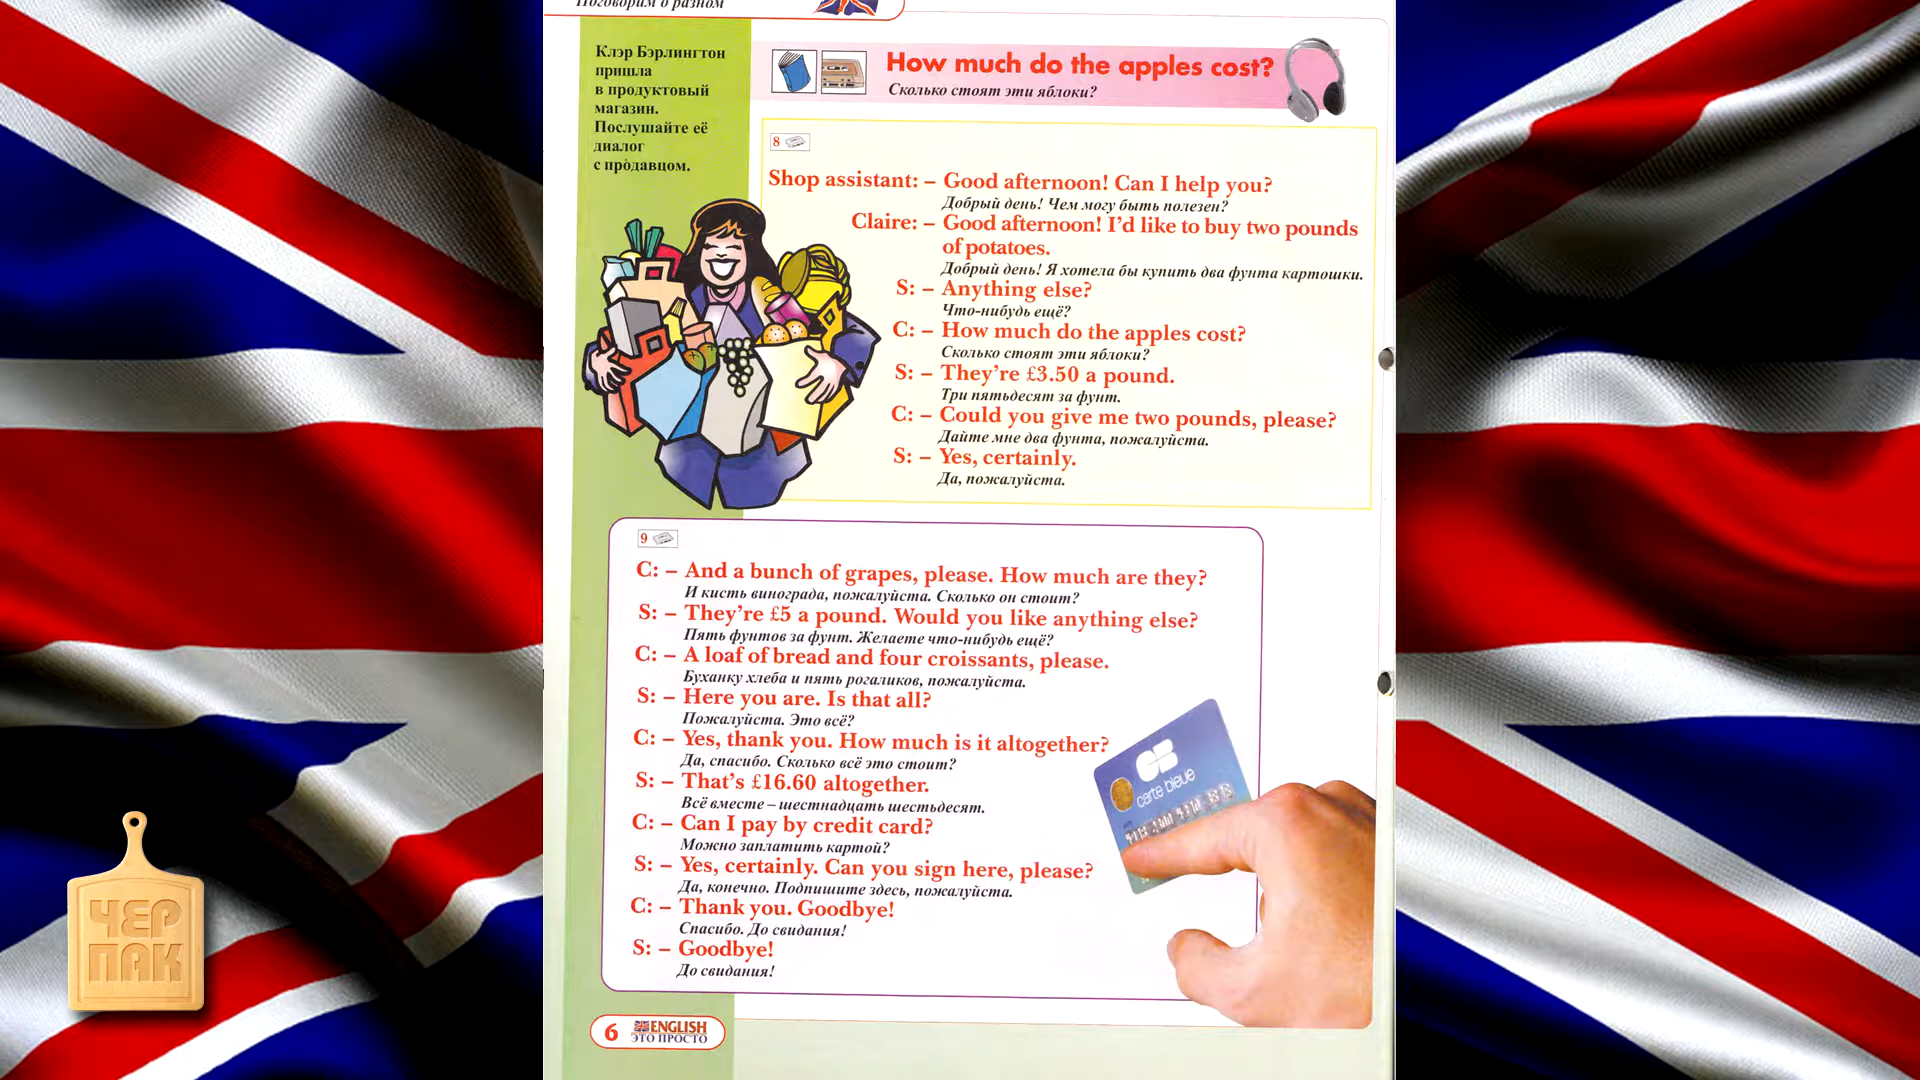 Поговорим о разном
Клэр Бэрлингтон
пришла
в продуктовый
магазин.
Послушайте её
диалог
с продавцом.
How much do the apples cost?
Сколько стоят эти яблоки?
8
Shop assistant: – Good afternoon! Can I help you?
Добрый день! Чем могу быть полезен?
Claire: – Good afternoon! I'd like to buy two pounds
of potatoes.
Добрый день! Я хотела бы купить два фунта картошки.
S: – Anything else?
Что-нибудь ещё?
C: – How much do the apples cost?
Сколько стоят эти яблоки?
S: – They're £3.50 a pound.
Три пятьдесят за фунт.
C: – Could you give me two pounds, please?
Дайте мне два фунта, пожалуйста.
S: – Yes, certainly.
Да, пожалуйста.
9
C: – And a bunch of grapes, please. How much are they?
И кисть винограда, пожалуйста. Сколько он стоит?
S: – They're £5 a pound. Would you like anything else?
Пять фунтов за фунт. Желаете что-нибудь ещё?
C: – A loaf of bread and four croissants, please.
Буханку хлеба и пять рогаликов, пожалуйста.
S: – Here you are. Is that all?
Пожалуйста. Это всё?
C: – Yes, thank you. How much is it altogether?
Да, спасибо. Сколько всё это стоит?
S: – That's £16.60 altogether.
Всё вместе – шестнадцать шестьдесят.
C: – Can I pay by credit card?
Можно заплатить картой?
S: – Yes, certainly. Can you sign here, please?
Да, конечно. Подпишите здесь, пожалуйста.
C: – Thank you. Goodbye!
Спасибо. До свидания!
S: – Goodbye!
До свидания!
CB
carte bleue
6 ENGLISH
ЭТО ПРОСТО
ЧЕР
ПАК